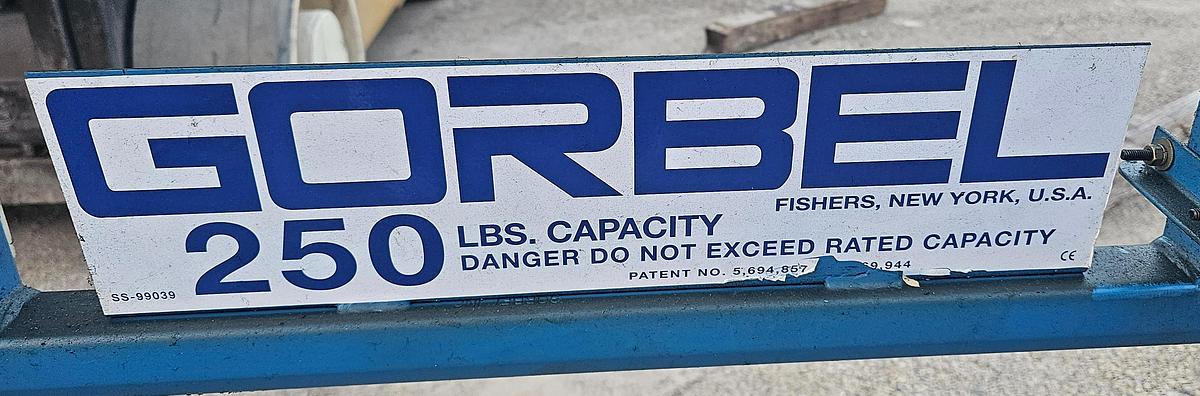 GORBEL
FISHERS, NEW YORK, U.S.A.
250 LBS. CAPACITY
DANGER DO NOT EXCEED RATED CAPACITY
PATENT NO. 5,694,857
SS-99039
CE